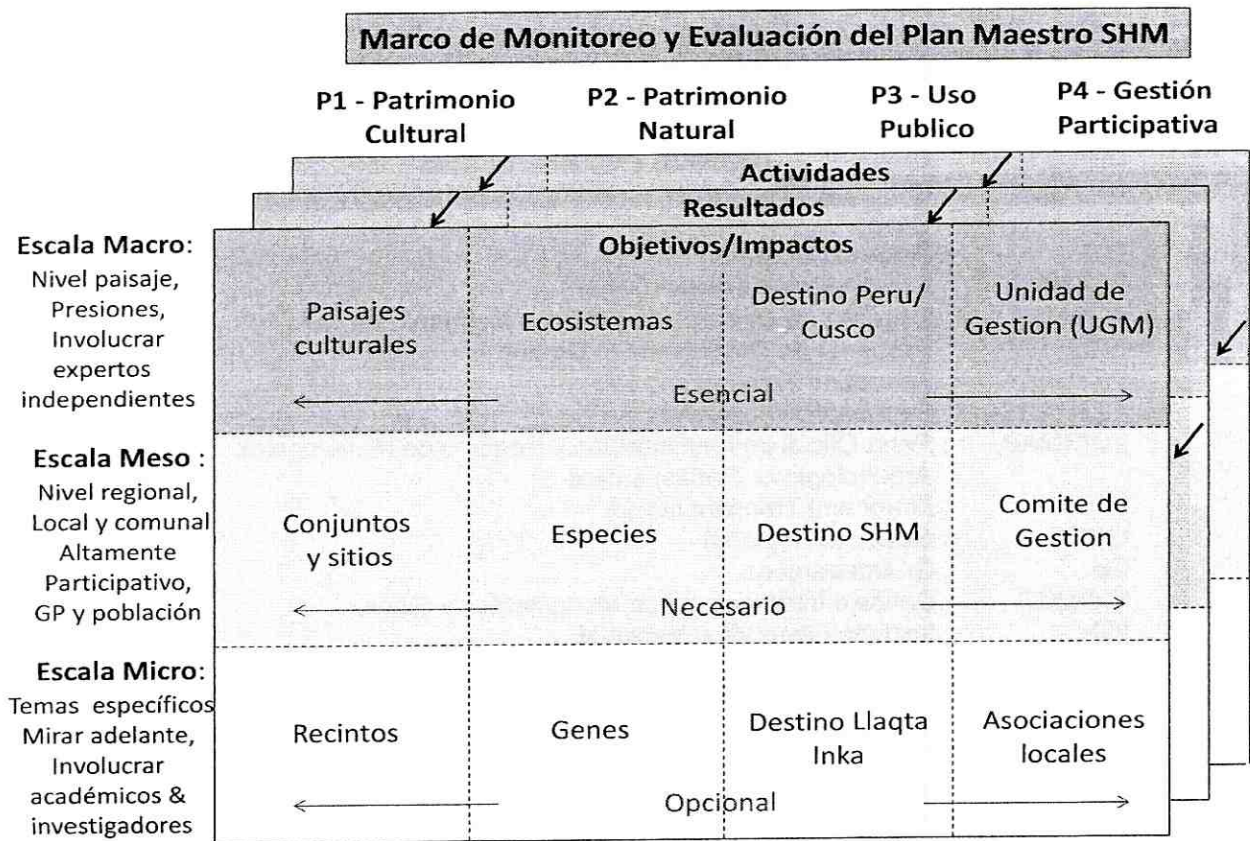 Marco de Monitoreo y Evaluación del Plan Maestro SHM
P1 - Patrimonio
Cultural
P2 - Patrimonio
Natural
P3 - Uso
Publico
P4 - Gestión
Participativa
Actividades
Resultados
Objetivos/Impactos
Escala Macro:
Nivel paisaje,
Presiones,
Involucrar
expertos
independientes
Paisajes
culturales
Ecosistemas
Destino Peru/
Cusco
Unidad de
Gestion (UGM)
Esencial
Escala Meso :
Nivel regional,
Local y comunal
Altamente
Participativo,
GP y población
Conjuntos
y sitios
Especies
Destino SHM
Comite de
Gestion
Necesario
Escala Micro:
Temas específicos
Mirar adelante,
Involucrar
académicos &
investigadores
Recintos
Genes
Destino Llaqta
Inka
Asociaciones
locales
Opcional